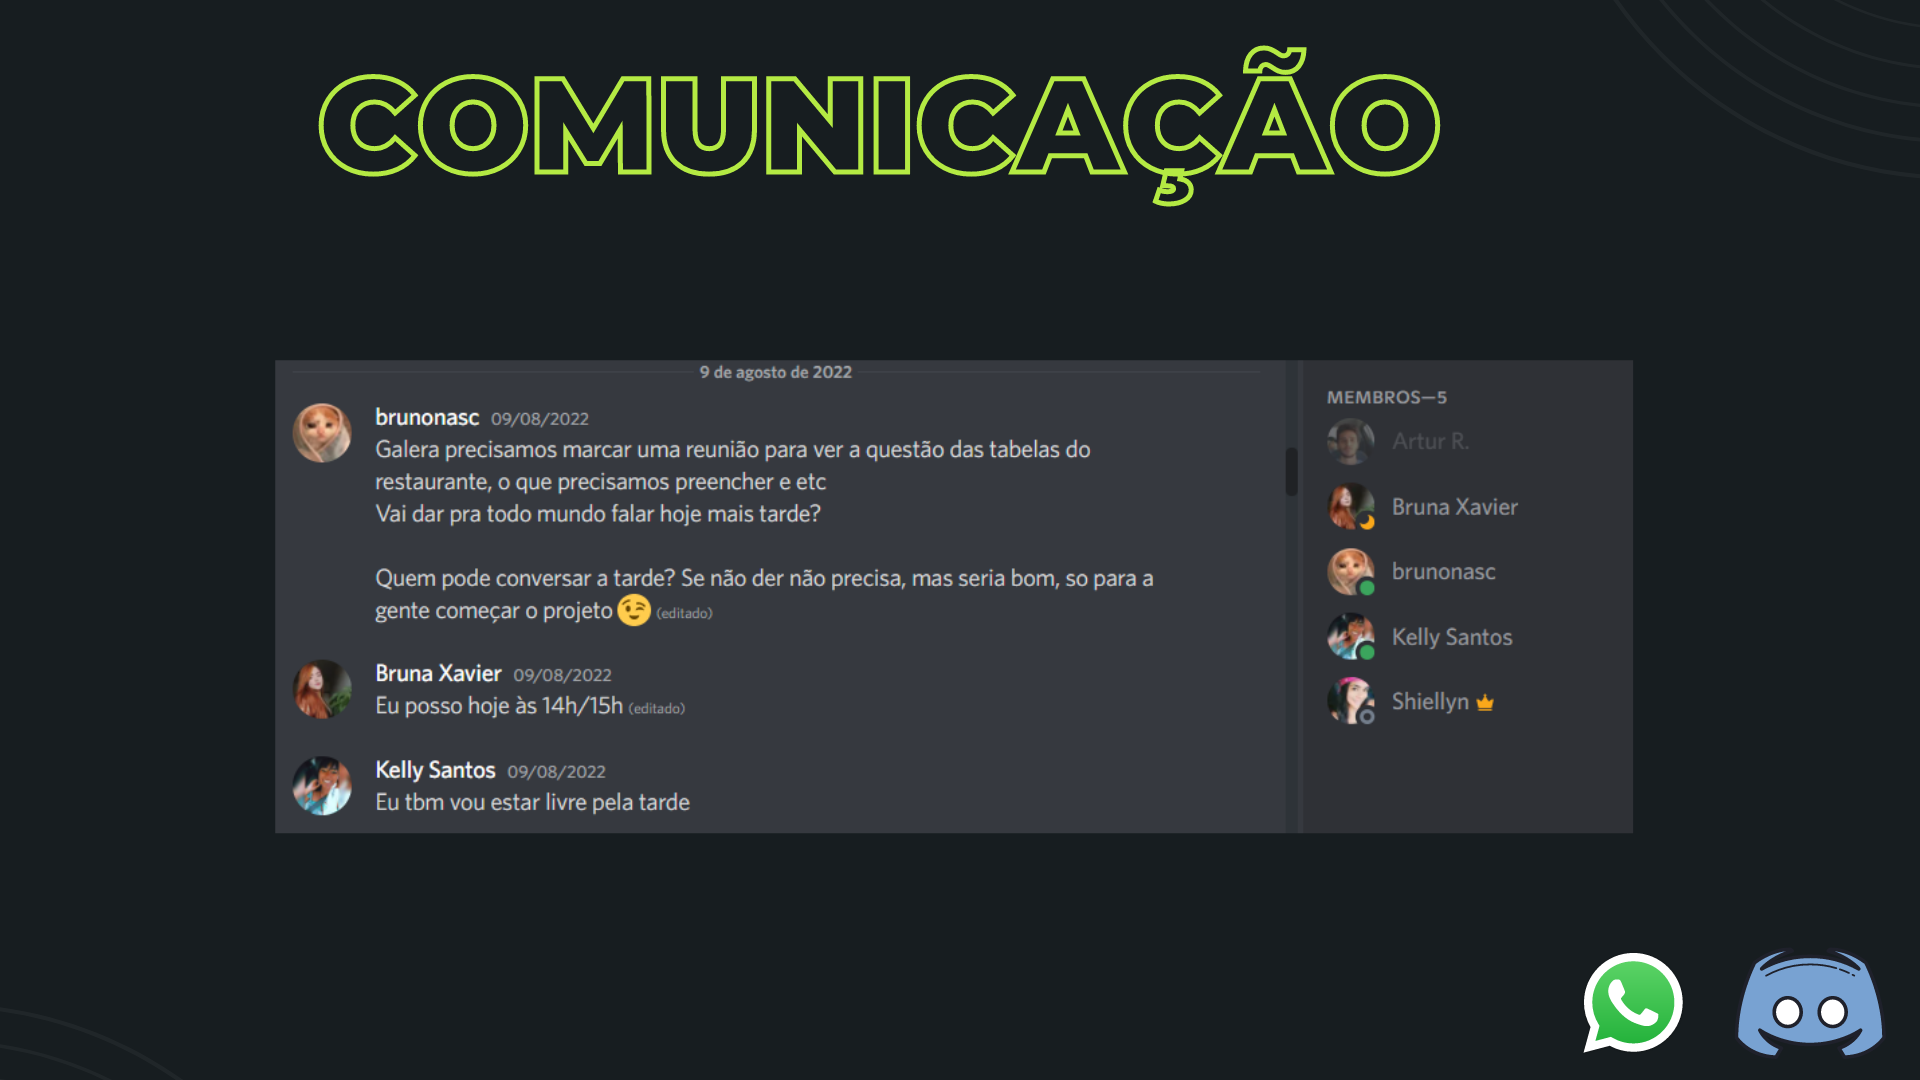 COMUNICAÇÃO
9 de agosto de 2022
brunonasc 09/08/2022
Galera precisamos marcar uma reunião para ver a questão das tabelas do
restaurante, o que precisamos preencher e etc
Vai dar pra todo mundo falar hoje mais tarde?
Quem pode conversar a tarde? Se não der não precisa, mas seria bom, so para a
gente começar o projeto 😉 (editado)
Bruna Xavier 09/08/2022
Eu posso hoje às 14h/15h (editado)
Kelly Santos 09/08/2022
Eu tbm vou estar livre pela tarde
MEMBROS—5
Artur R.
Bruna Xavier
brunonasc
Kelly Santos
Shiellyn